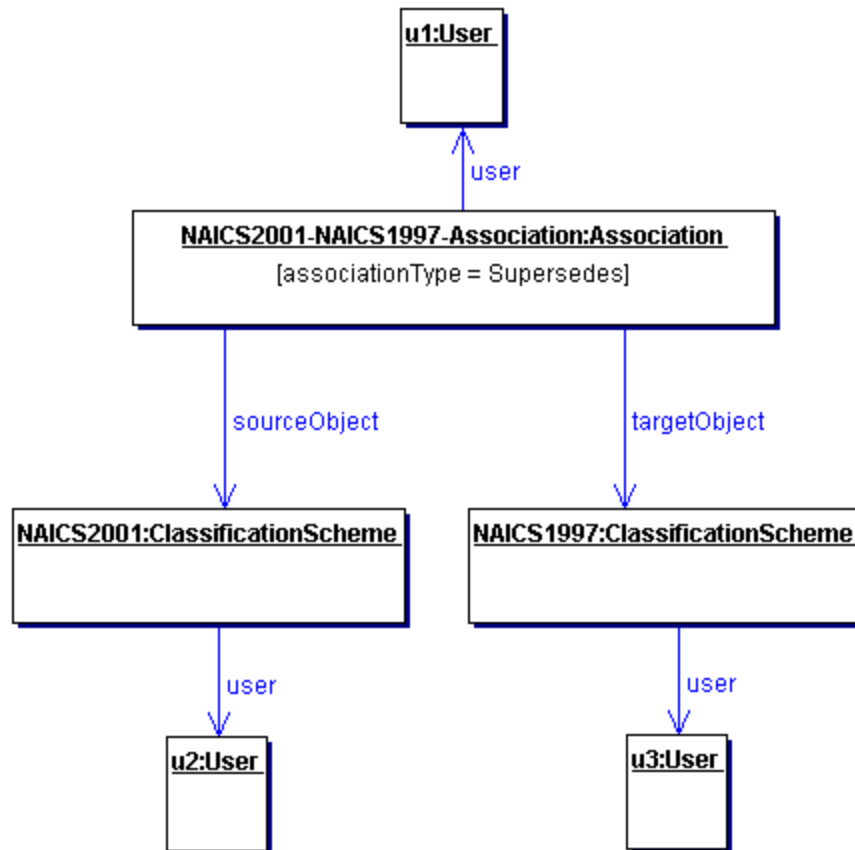 u1:User
user
NAICS2001-NAICS1997-Association:Association
[associationType = Supersedes]
sourceObject
targetObject
NAICS2001:ClassificationScheme
NAICS1997:ClassificationScheme
user
user
u2:User
u3:User